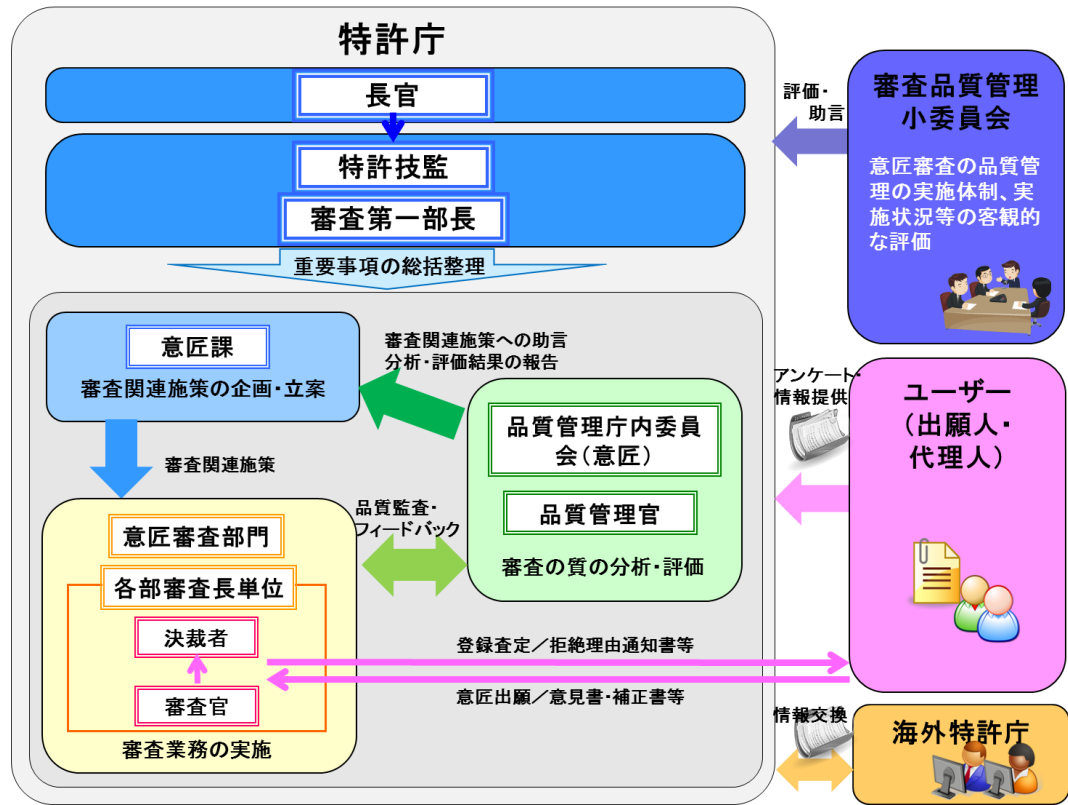 特許庁
長官
特許技監
審査第一部長
重要事項の総括整理
評価・
助言
審査品質管理
小委員会
意匠審査の品質管
理の実施体制、実
施状況等の客観的
な評価
意匠課
審査関連施策の企画・立案
審査関連施策への助言
分析・評価結果の報告
審査関連施策
品質管理庁内委員
会(意匠)
品質管理官
審査の質の分析・評価
品質監査・
フィードバック
意匠審査部門
各部審査長単位
決裁者
審査官
審査業務の実施
登録査定/拒絶理由通知書等
意匠出願/意見書・補正書等
アンケート・
情報提供
ユーザー
(出願人・
代理人)
情報交換
海外特許庁